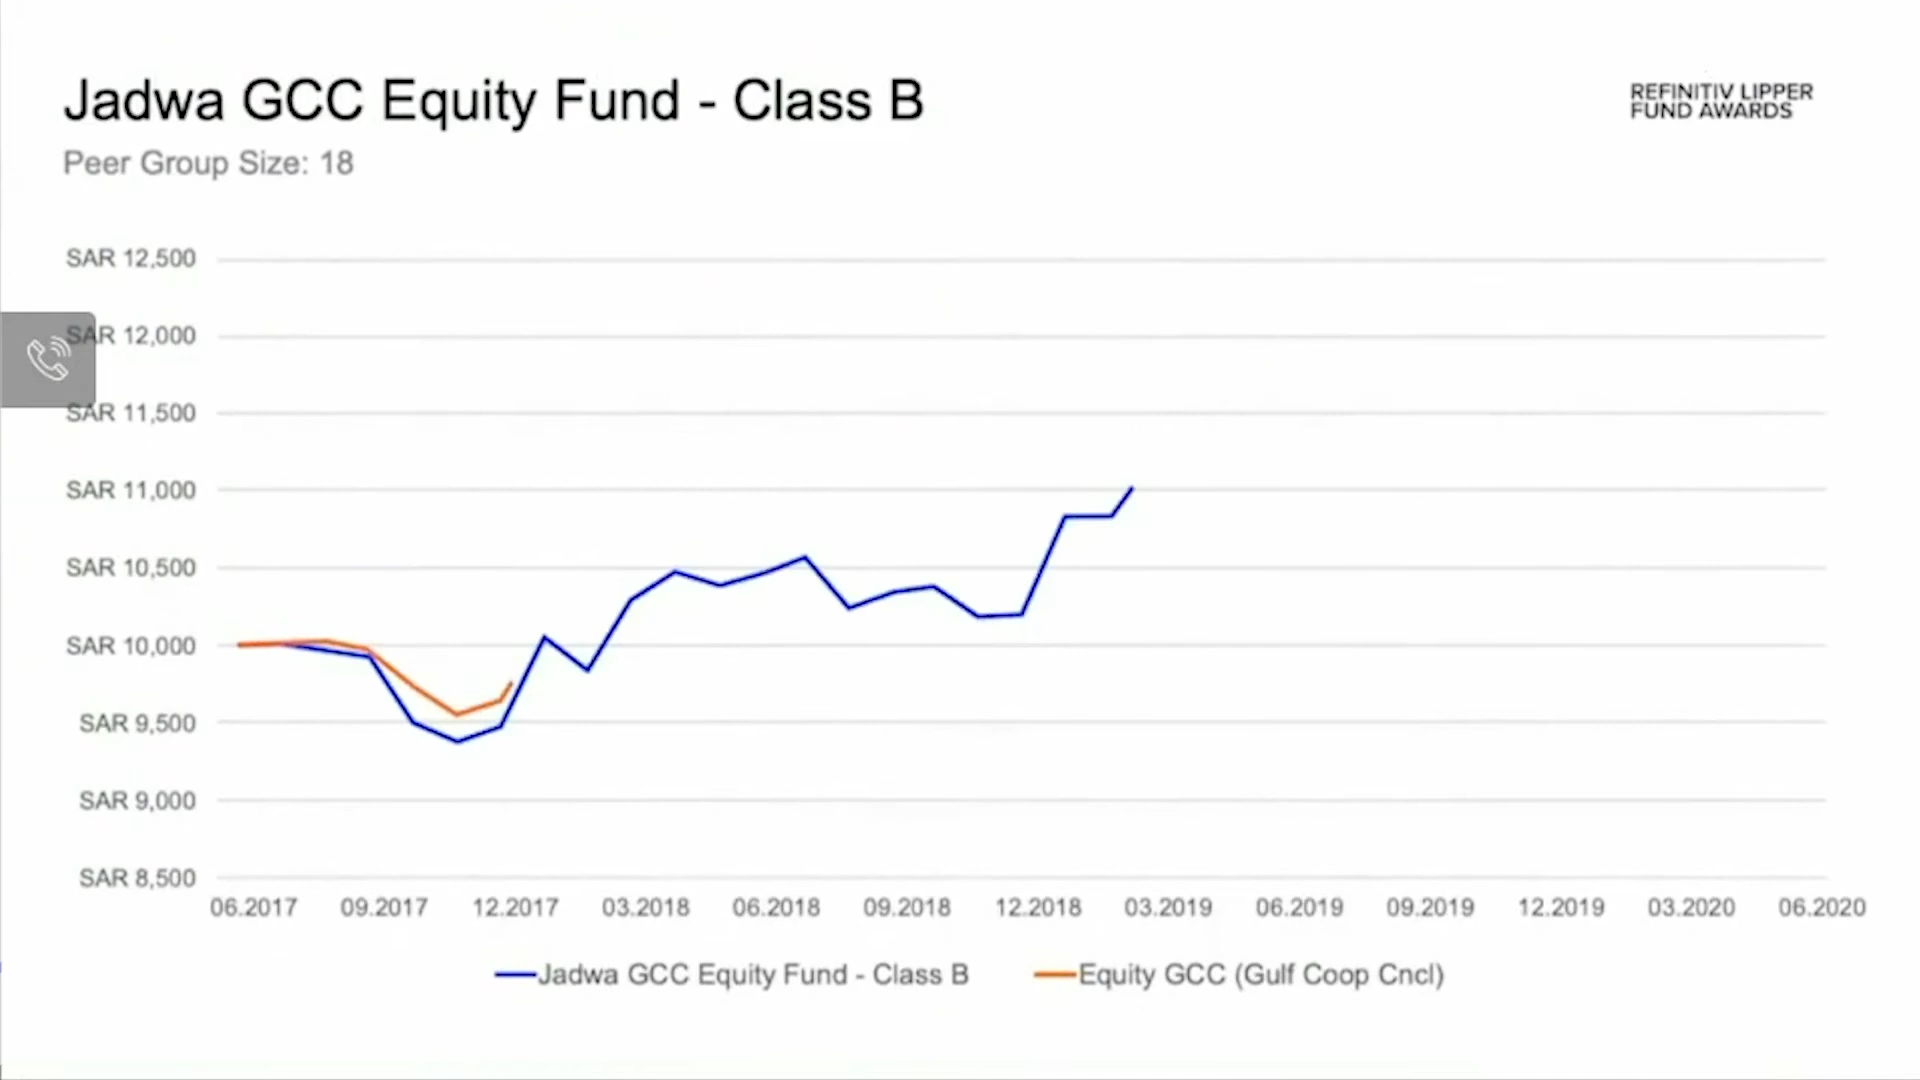 Jadwa GCC Equity Fund - Class B
REFINITIV LIPPER
FUND AWARDS
Peer Group Size: 18
SAR 12,500
SAR 12,000
SAR 11,500
SAR 11,000
SAR 10,500
SAR 10,000
SAR 9,500
SAR 9,000
SAR 8,500
06.2017 09.2017 12.2017 03.2018 06.2018 09.2018 12.2018 03.2019 06.2019 09.2019 12.2019 03.2020 06.2020
Jadwa GCC Equity Fund - Class B Equity GCC (Gulf Coop Cncl)